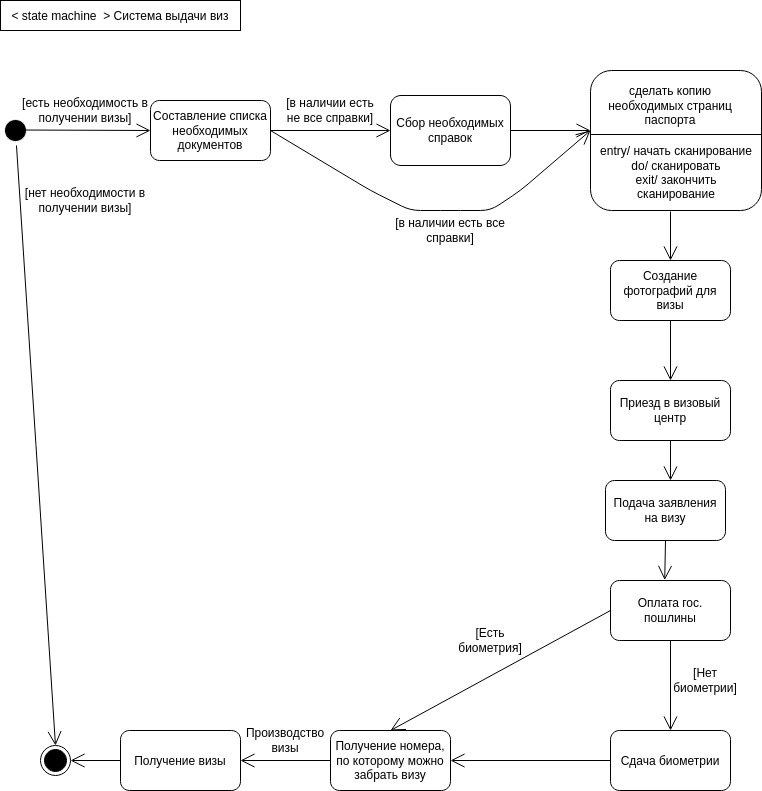 < state machine > Система выдачи виз
[есть необходимость в
получении визы]
Составление списка
необходимых
документов
[в наличии есть
не все справки]
Сбор необходимых
справок
сделать копию
необходимых страниц
паспорта
entry/ начать сканирование
do/ сканировать
exit/ закончить
сканирование
[нет необходимости в
получении визы]
[в наличии есть все
справки]
Создание
фотографий для
визы
Приезд в визовый
центр
Подача заявления
на визу
Оплата гос.
пошлины
[Есть
биометрия]
[Нет
биометрии]
Сдача биометрии
Получение номера,
по которому можно
забрать визу
Производство
визы
Получение визы